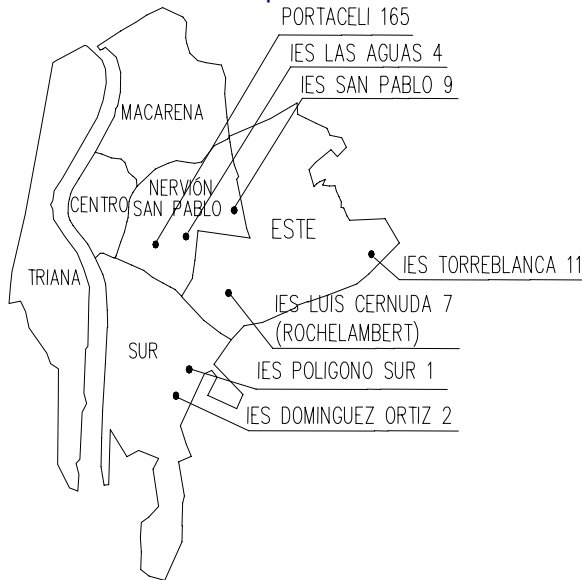 PORTACELI 165
IES LAS AGUAS 4
IES SAN PABLO 9
MACARENA
NERVIÓN
SAN PABLO
CENTRO
ESTE
TRIANA
IES TORREBLANCA 11
IES LUIS CERNUDA 7
(ROCHELAMBERT)
SUR
IES POLIGONO SUR 1
IES DOMINGUEZ ORTIZ 2